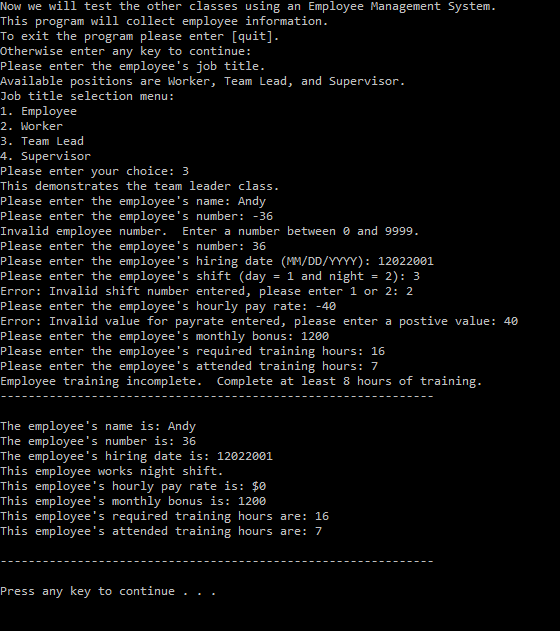 Now we will test the other classes using an Employee Management System.
This program will collect employee information.
To exit the program please enter [quit].
Otherwise enter any key to continue:
Please enter the employee's job title.
Available positions are Worker, Team Lead, and Supervisor.
Job title selection menu:
1. Employee
2. Worker
3. Team Lead
4. Supervisor
Please enter your choice: 3
This demonstrates the team leader class.
Please enter the employee's name: Andy
Please enter the employee's number: -36
Invalid employee number.  Enter a number between 0 and 9999.
Please enter the employee's number: 36
Please enter the employee's hiring date (MM/DD/YYYY): 12022001
Please enter the employee's shift (day = 1 and night = 2): 3
Error: Invalid shift number entered, please enter 1 or 2: 2
Please enter the employee's hourly pay rate: -40
Error: Invalid value for payrate entered, please enter a postive value: 40
Please enter the employee's monthly bonus: 1200
Please enter the employee's required training hours: 16
Please enter the employee's attended training hours: 7
Employee training incomplete.  Complete at least 8 hours of training.
--------------------------------------------------------------
The employee's name is: Andy
The employee's number is: 36
The employee's hiring date is: 12022001
This employee works night shift.
This employee's hourly pay rate is: $0
This employee's monthly bonus is: 1200
This employee's required training hours are: 16
This employee's attended training hours are: 7
--------------------------------------------------------------
Press any key to continue . . .